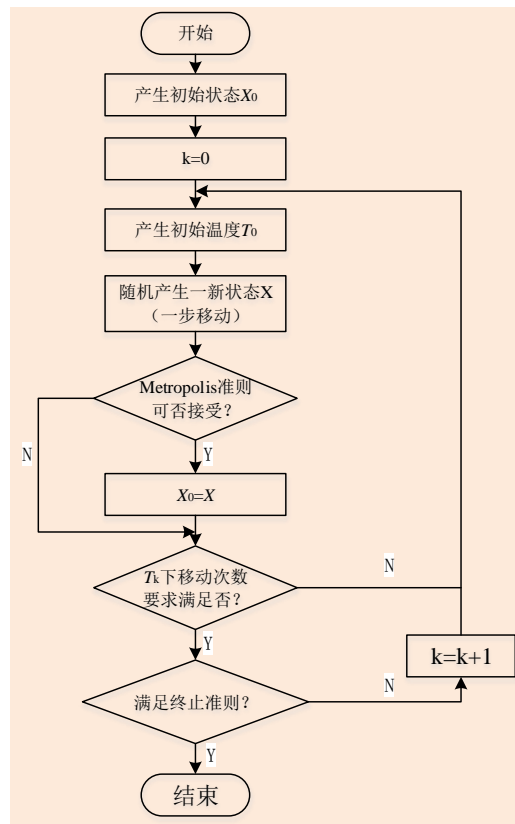 开始
产生初始状态X₀
k=0
产生初始温度T₀
随机产生一新状态X
（一步移动）
Metropolis准则
可否接受？
N
Y
X₀=X
Tₖ下移动次数
要求满足否？
N
Y
k=k+1
满足终止准则？
N
Y
结束